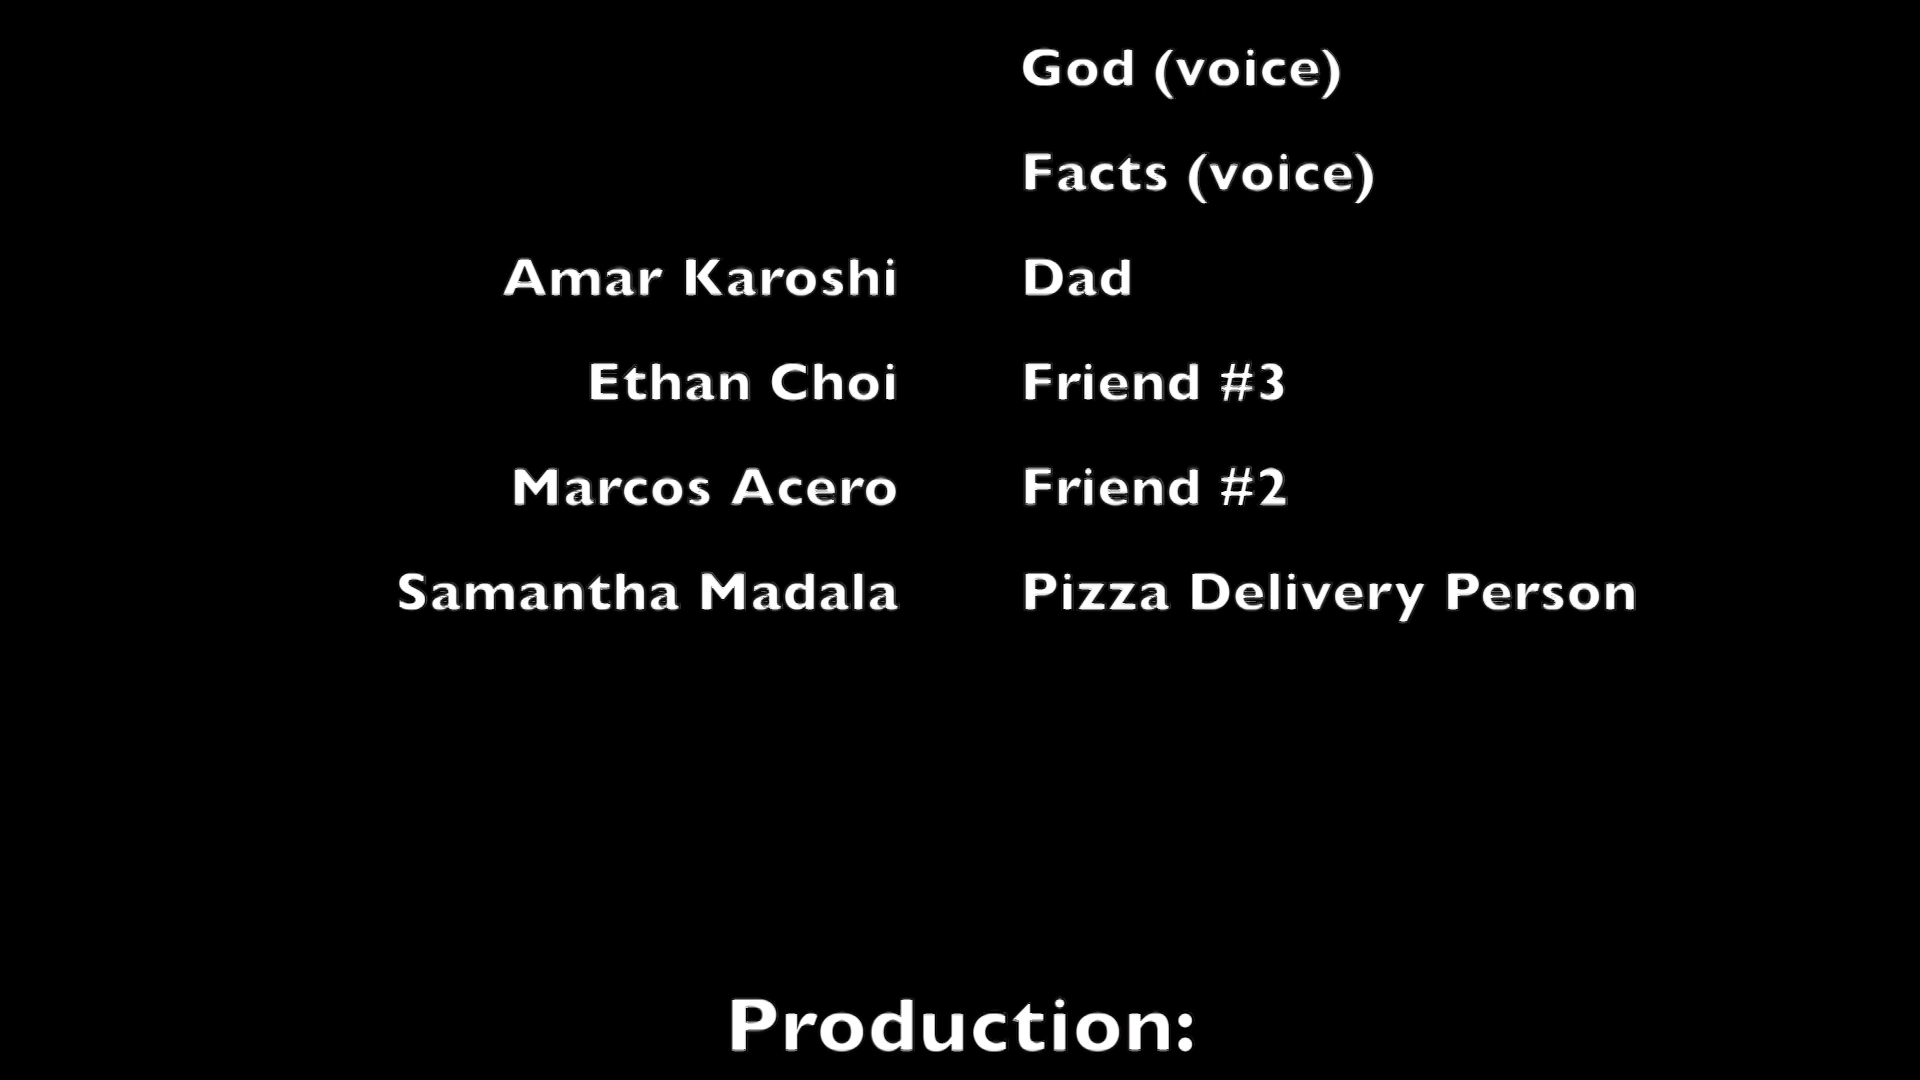 God (voice)
Facts (voice)
Amar Karoshi Dad
Ethan Choi Friend #3
Marcos Acero Friend #2
Samantha Madala Pizza Delivery Person
Production: